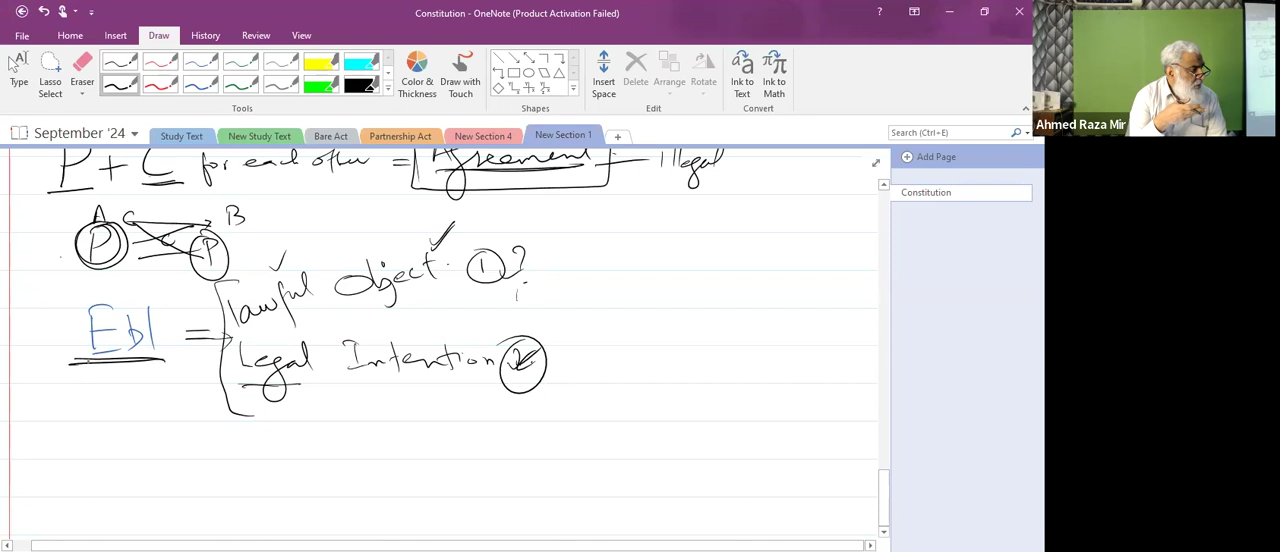 Constitution - OneNote (Product Activation Failed)
File Home Insert Draw History Review View
Type Lasso Select Eraser Color & Thickness Draw with Touch Insert Space Delete Arrange Rotate Ink to Text Ink to Math
Tools Shapes Edit Convert
September '24 Study Text New Study Text Bare Act Partnership Act New Section 4 New Section 1 Search (Ctrl+E)
Add Page
Constitution
Ahmed Raza Mir
P + C for each other = Agreement - illegal
A B
P C P
lawful object. 1 ?
Ebl =
Legal Intention 2